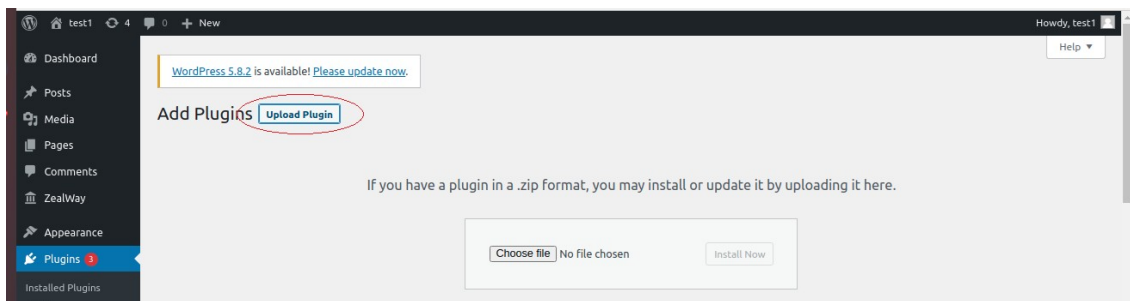 test1 4 0 + New Howdy, test1
Help ▼
Dashboard
Posts
Media
Pages
Comments
ZealWay
Appearance
Plugins 3
Installed Plugins
WordPress 5.8.2 is available! Please update now.
Add Plugins Upload Plugin
If you have a plugin in a .zip format, you may install or update it by uploading it here.
Choose file No file chosen Install Now